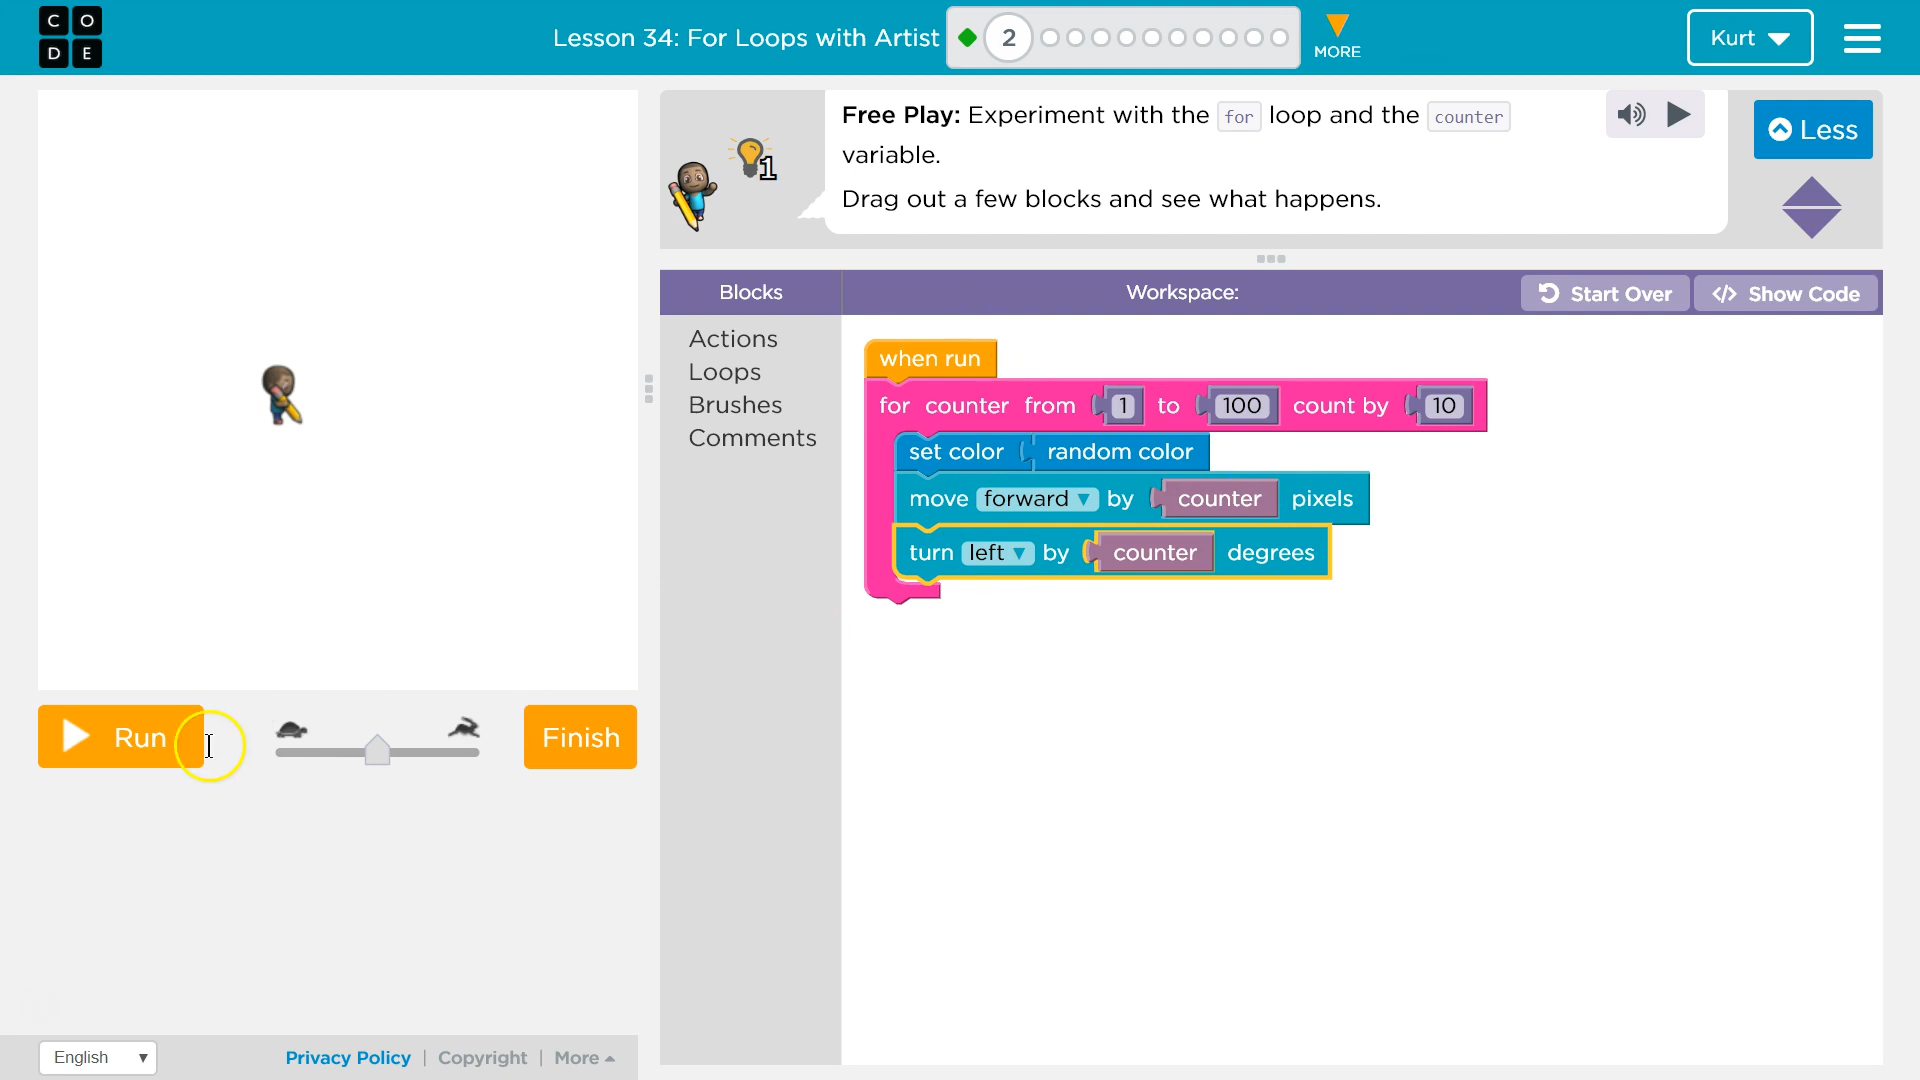 C O
D E
Lesson 34: For Loops with Artist
2
MORE
Kurt
Free Play: Experiment with the for loop and the counter
variable.
Drag out a few blocks and see what happens.
1
Less
Blocks
Workspace:
Start Over
</> Show Code
Actions
Loops
Brushes
Comments
when run
for counter from 1 to 100 count by 10
set color random color
move forward by counter pixels
turn left by counter degrees
Run
Finish
English
Privacy Policy | Copyright | More